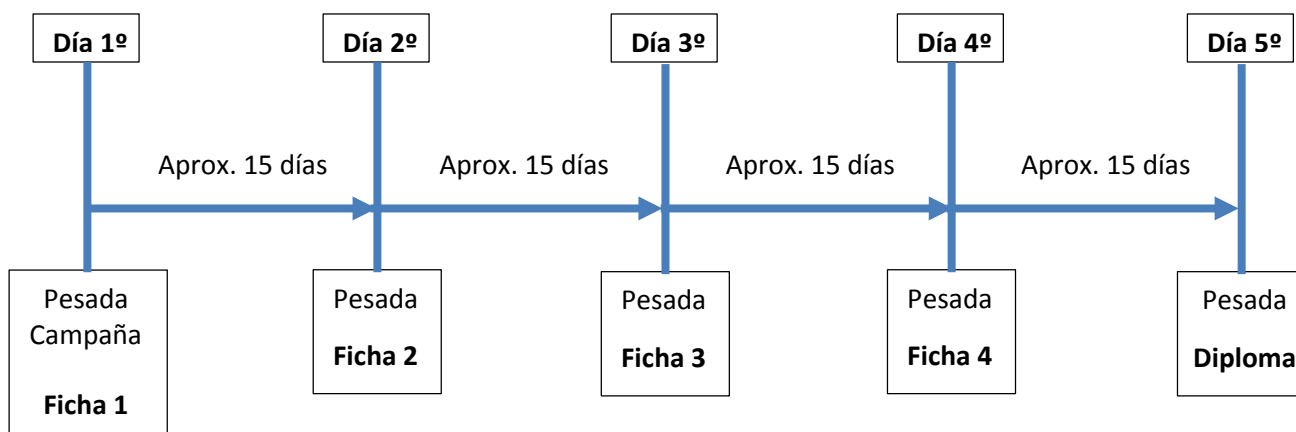 Día 1º
Día 2º
Día 3º
Día 4º
Día 5º
Aprox. 15 días
Aprox. 15 días
Aprox. 15 días
Aprox. 15 días
Pesada
Campaña
Ficha 1
Pesada
Ficha 2
Pesada
Ficha 3
Pesada
Ficha 4
Pesada
Diploma